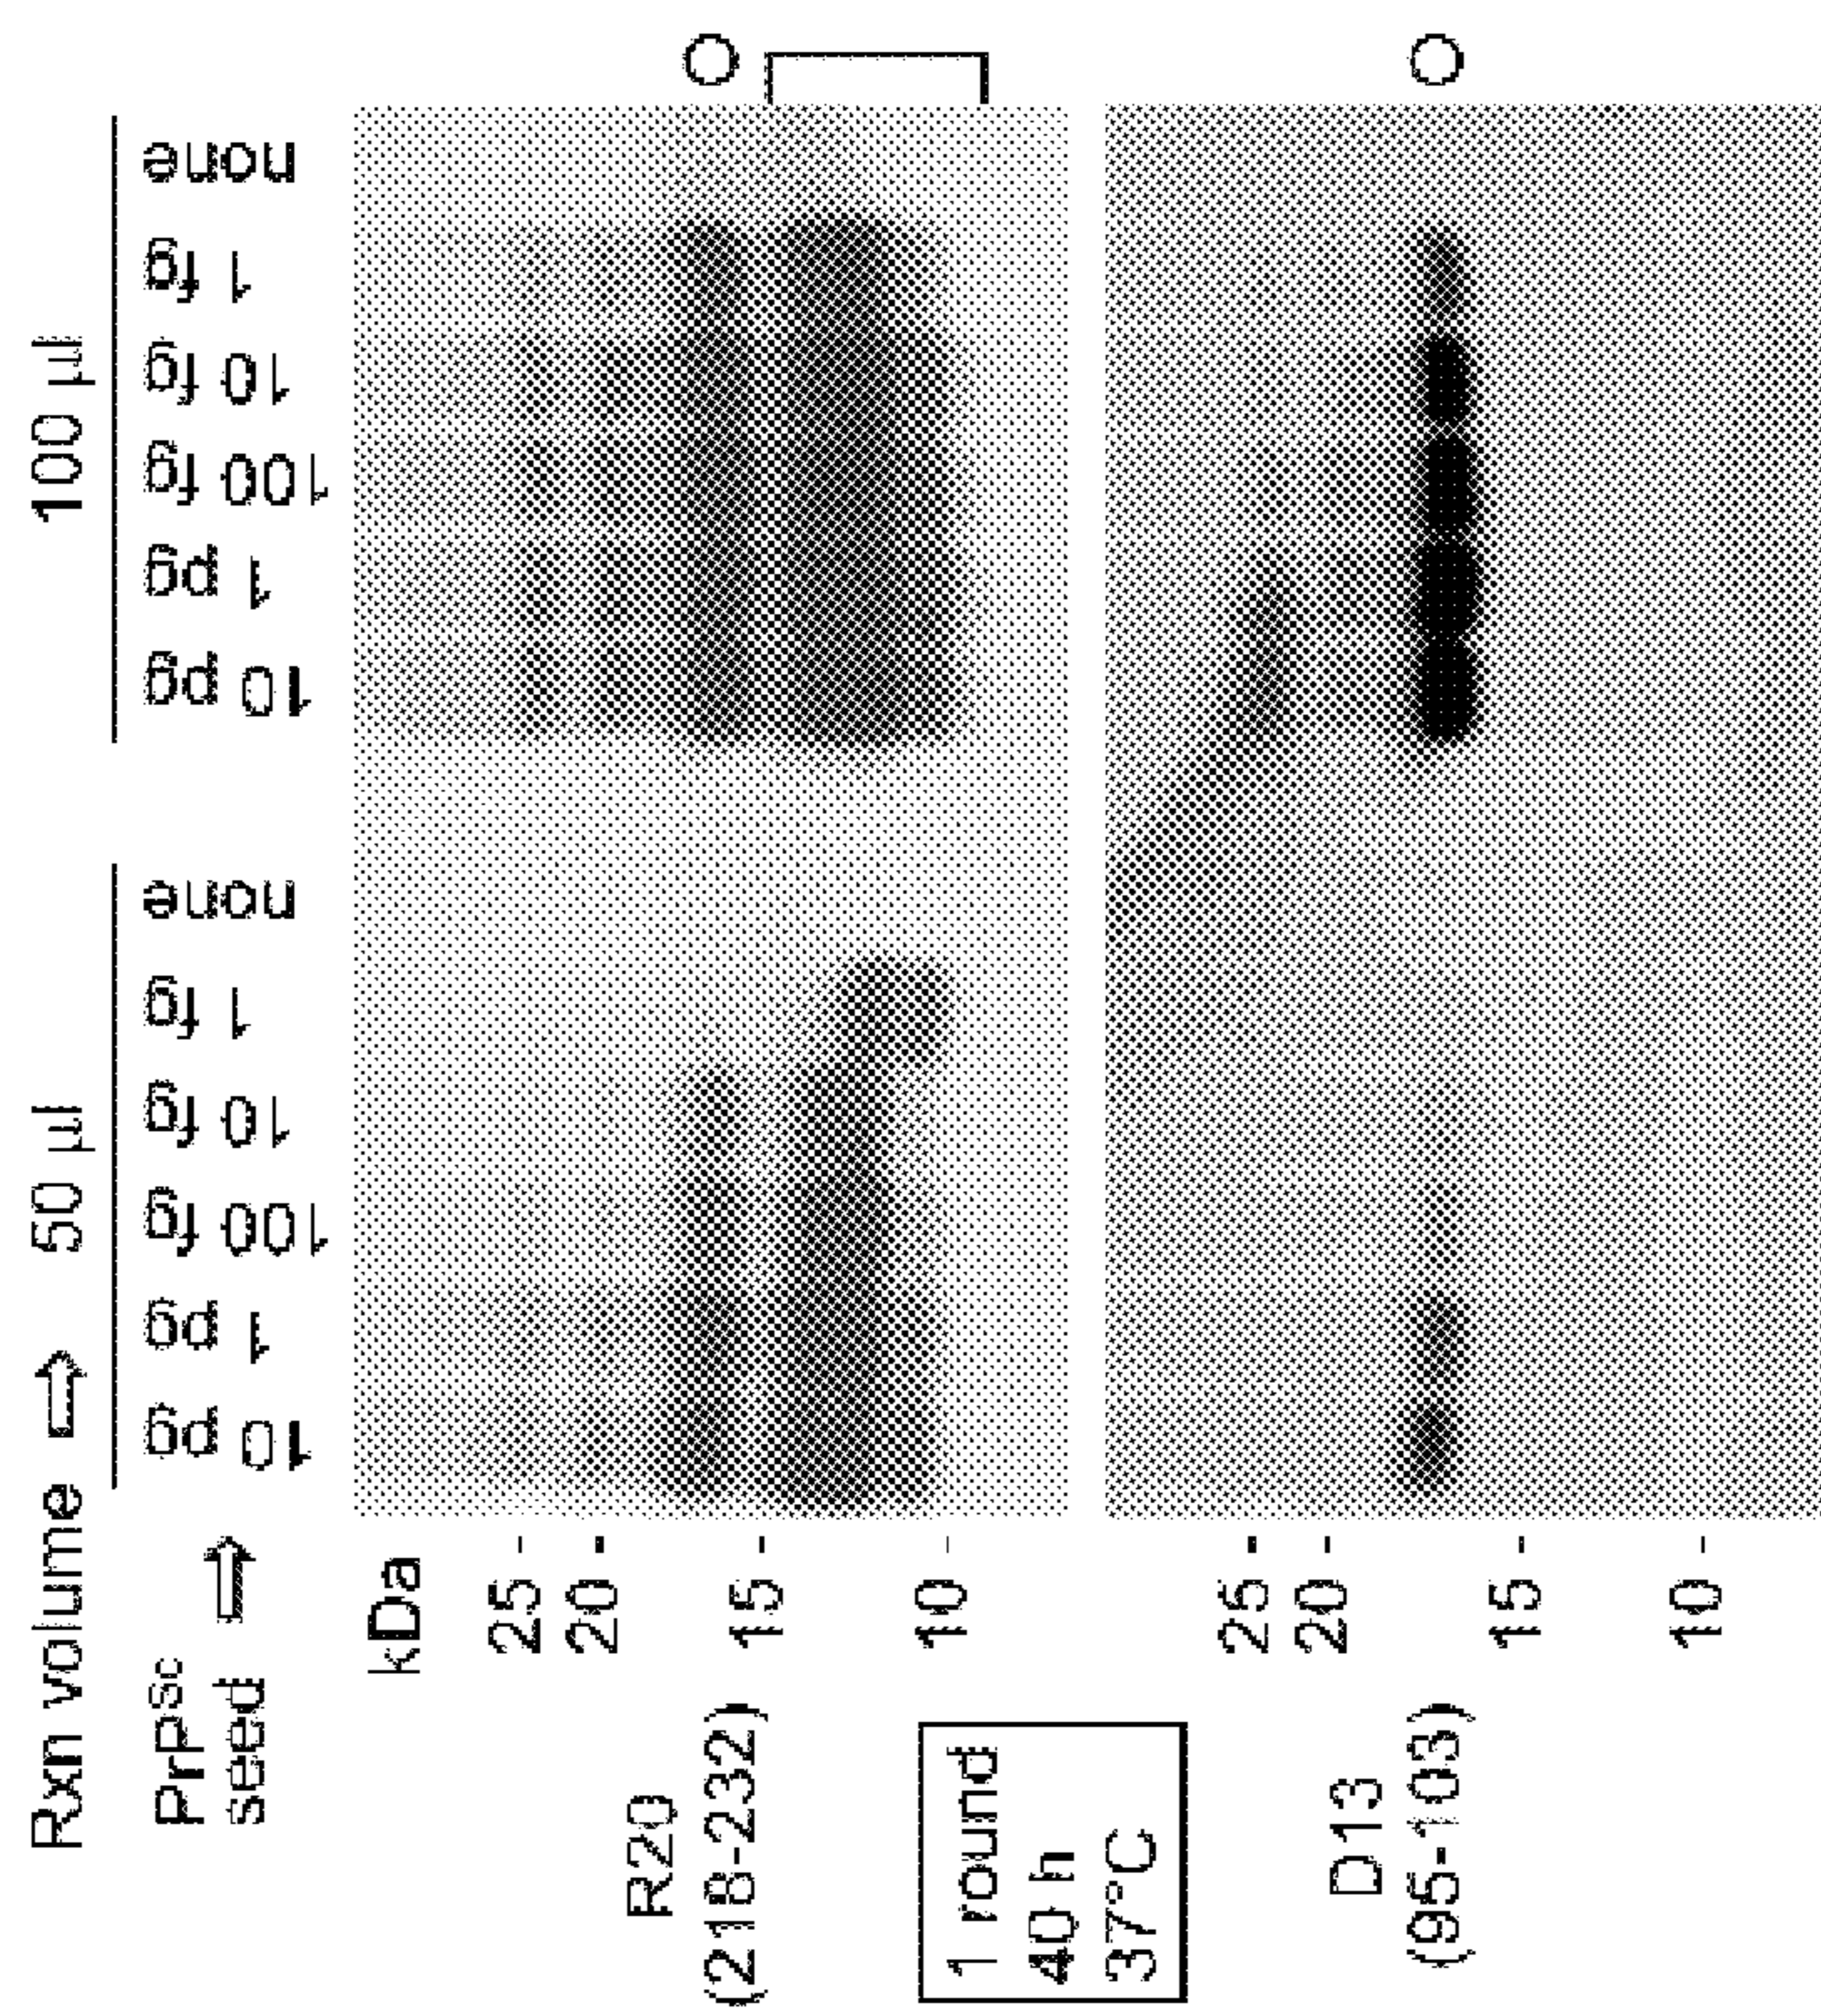 Rxn volume ⇨ 50 µl 100 µl
PrPSc seed ⇨ 10 pg 1 pg 100 fg 10 fg 1 fg none 10 pg 1 pg 100 fg 10 fg 1 fg none
kDa
25 -
20 -
15 -
10 -
R20
(218-232)
1 round
40 h
37°C
25 -
20 -
15 -
10 -
D13
(95-103)